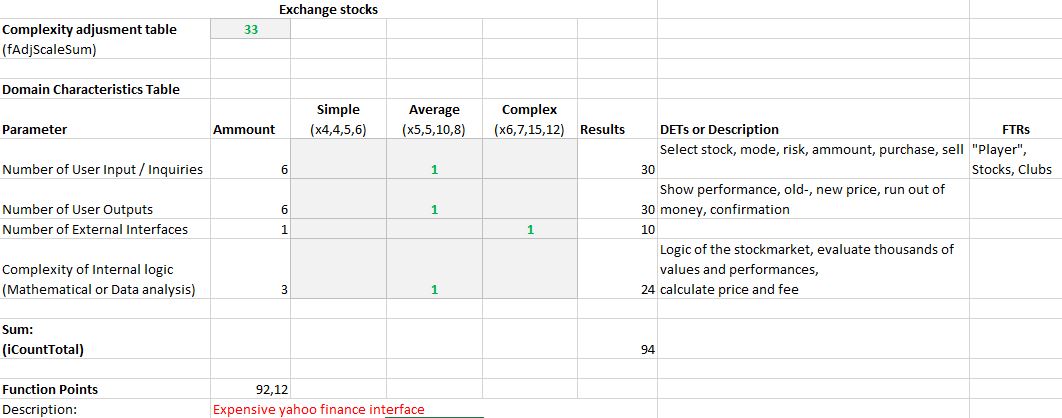 Exchange stocks
Complexity adjusment table 33
(fAdjScaleSum)
Domain Characteristics Table
Simple Average Complex
Parameter Ammount (x4,4,5,6) (x5,5,10,8) (x6,7,15,12) Results DETs or Description FTRs
Select stock, mode, risk, ammount, purchase, sell "Player",
Number of User Input / Inquiries 6 1 30 Stocks, Clubs
Show performance, old-, new price, run out of
Number of User Outputs 6 1 30 money, confirmation
Number of External Interfaces 1 1 10
Logic of the stockmarket, evaluate thousands of
Complexity of Internal logic values and performances,
(Mathematical or Data analysis) 3 1 24 calculate price and fee
Sum:
(iCountTotal) 94
Function Points 92,12
Description: Expensive yahoo finance interface